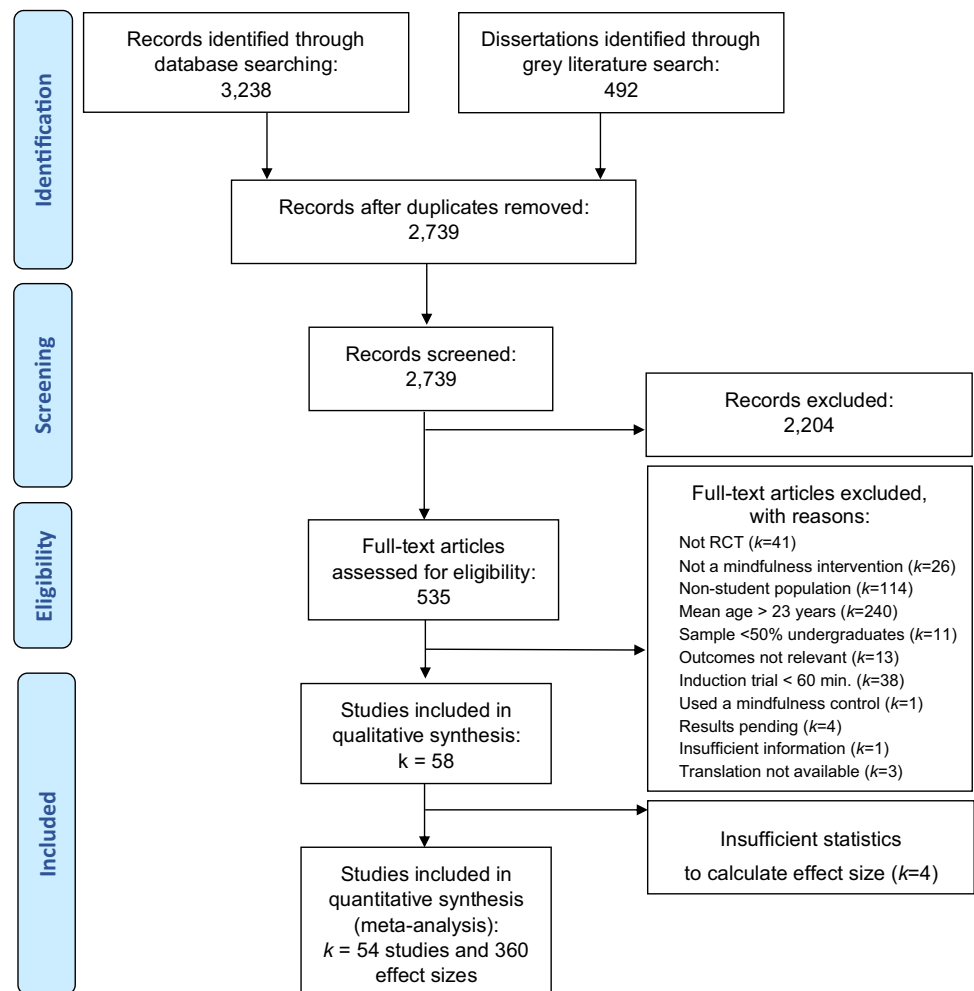 Identification
Records identified through
database searching:
3,238
Dissertations identified through
grey literature search:
492
Records after duplicates removed:
2,739
Screening
Records screened:
2,739
Records excluded:
2,204
Eligibility
Full-text articles
assessed for eligibility:
535
Full-text articles excluded,
with reasons:
Not RCT (k=41)
Not a mindfulness intervention (k=26)
Non-student population (k=114)
Mean age > 23 years (k=240)
Sample <50% undergraduates (k=11)
Outcomes not relevant (k=13)
Induction trial < 60 min. (k=38)
Used a mindfulness control (k=1)
Results pending (k=4)
Insufficient information (k=1)
Translation not available (k=3)
Included
Studies included in
qualitative synthesis:
k = 58
Insufficient statistics
to calculate effect size (k=4)
Studies included in
quantitative synthesis
(meta-analysis):
k = 54 studies and 360
effect sizes